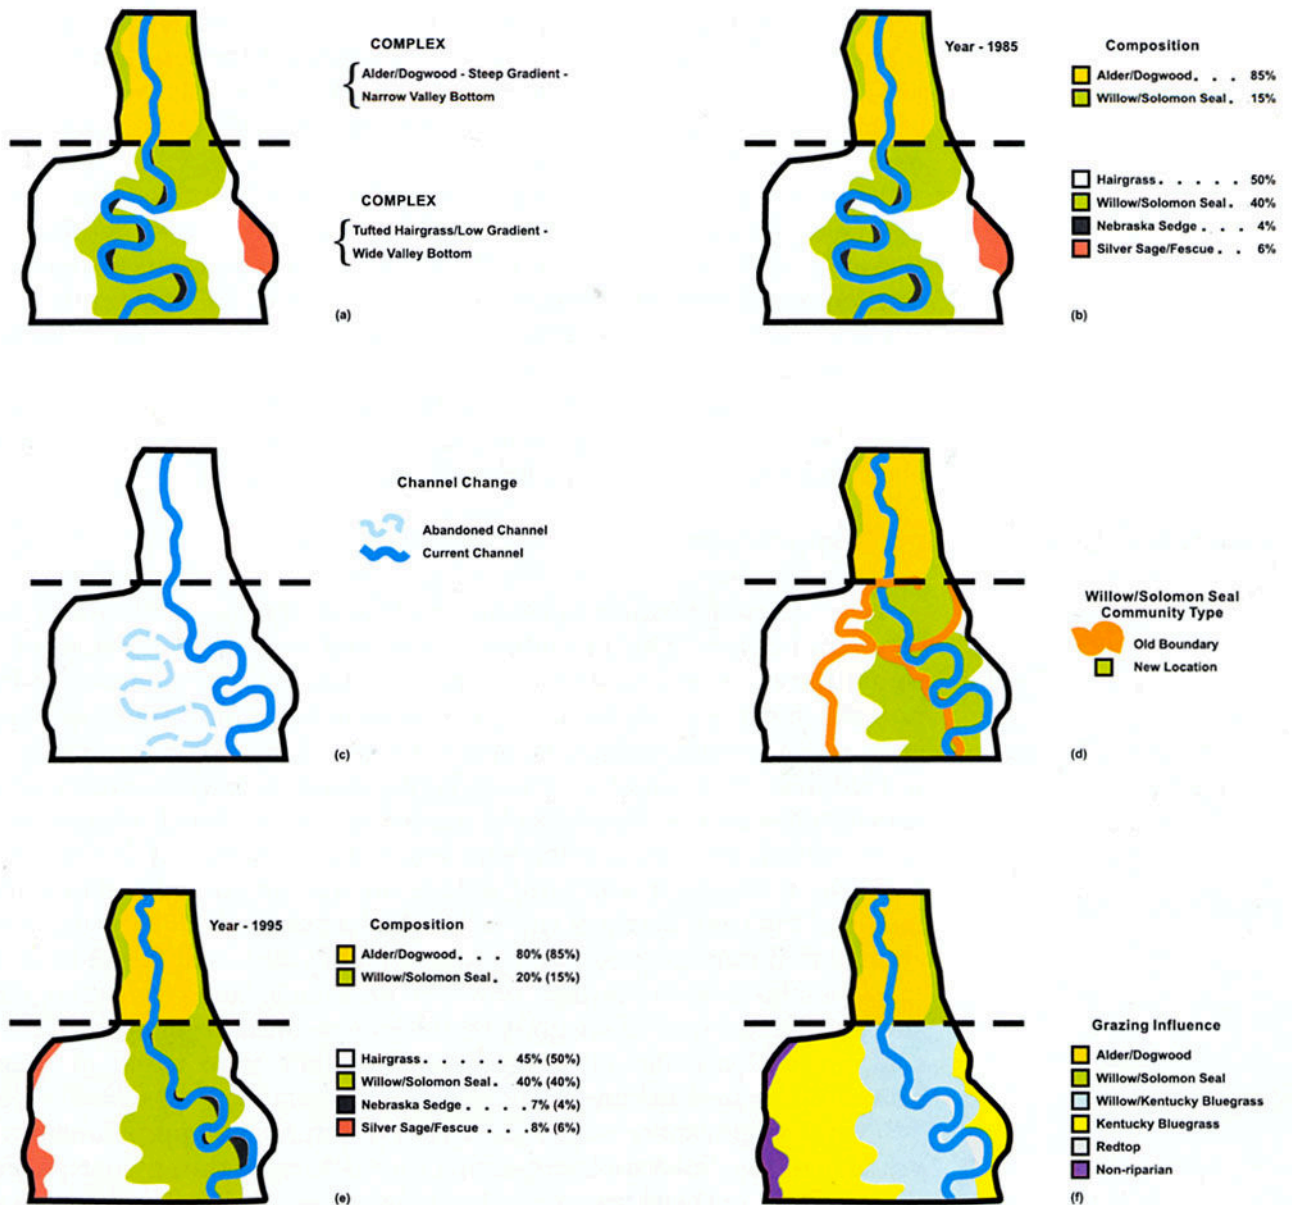 COMPLEX
Alder/Dogwood - Steep Gradient -
Narrow Valley Bottom
COMPLEX
Tufted Hairgrass/Low Gradient -
Wide Valley Bottom
(a)
Year - 1985
Composition
Alder/Dogwood . . . 85%
Willow/Solomon Seal . 15%
Hairgrass . . . . . 50%
Willow/Solomon Seal . 40%
Nebraska Sedge . . . 4%
Silver Sage/Fescue . . 6%
(b)
Channel Change
Abandoned Channel
Current Channel
(c)
Willow/Solomon Seal
Community Type
Old Boundary
New Location
(d)
Year - 1995
Composition
Alder/Dogwood . . . 80% (85%)
Willow/Solomon Seal . 20% (15%)
Hairgrass . . . . . 45% (50%)
Willow/Solomon Seal . 40% (40%)
Nebraska Sedge . . . . 7% (4%)
Silver Sage/Fescue . . . 8% (6%)
(e)
Grazing Influence
Alder/Dogwood
Willow/Solomon Seal
Willow/Kentucky Bluegrass
Kentucky Bluegrass
Redtop
Non-riparian
(f)